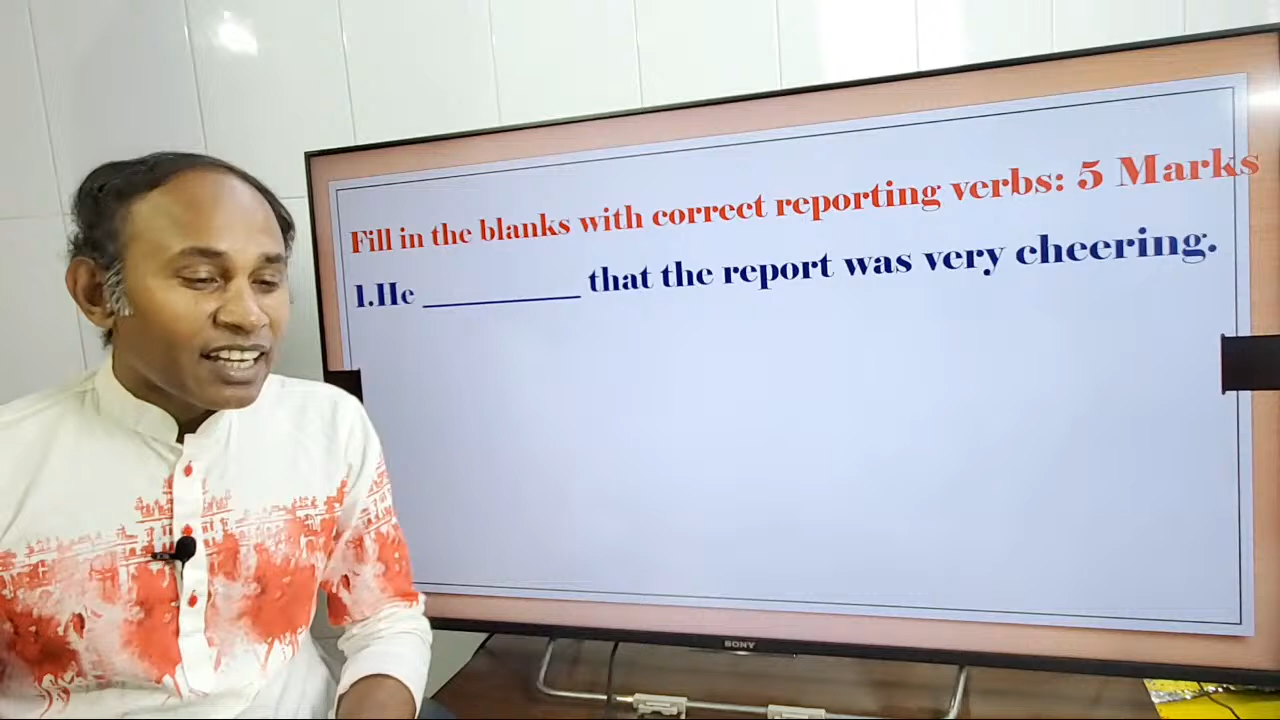 Fill in the blanks with correct reporting verbs: 5 Marks
1.He __________ that the report was very cheering.
SONY